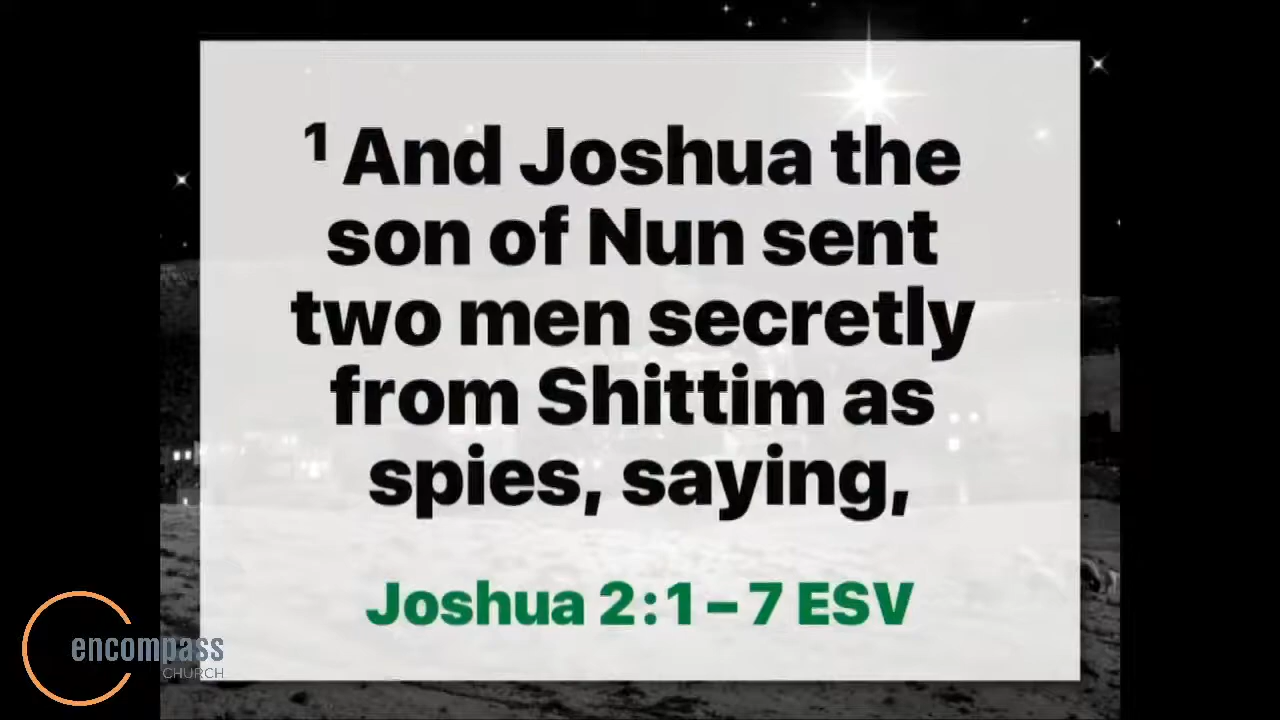 ¹ And Joshua the
son of Nun sent
two men secretly
from Shittim as
spies, saying,
Joshua 2:1–7 ESV
encompass
CHURCH